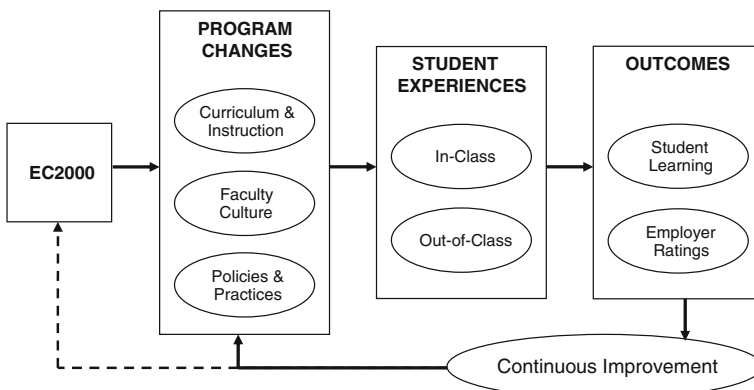 PROGRAM
CHANGES
Curriculum &
Instruction
Faculty
Culture
Policies &
Practices
STUDENT
EXPERIENCES
In-Class
Out-of-Class
OUTCOMES
Student
Learning
Employer
Ratings
EC2000
Continuous Improvement